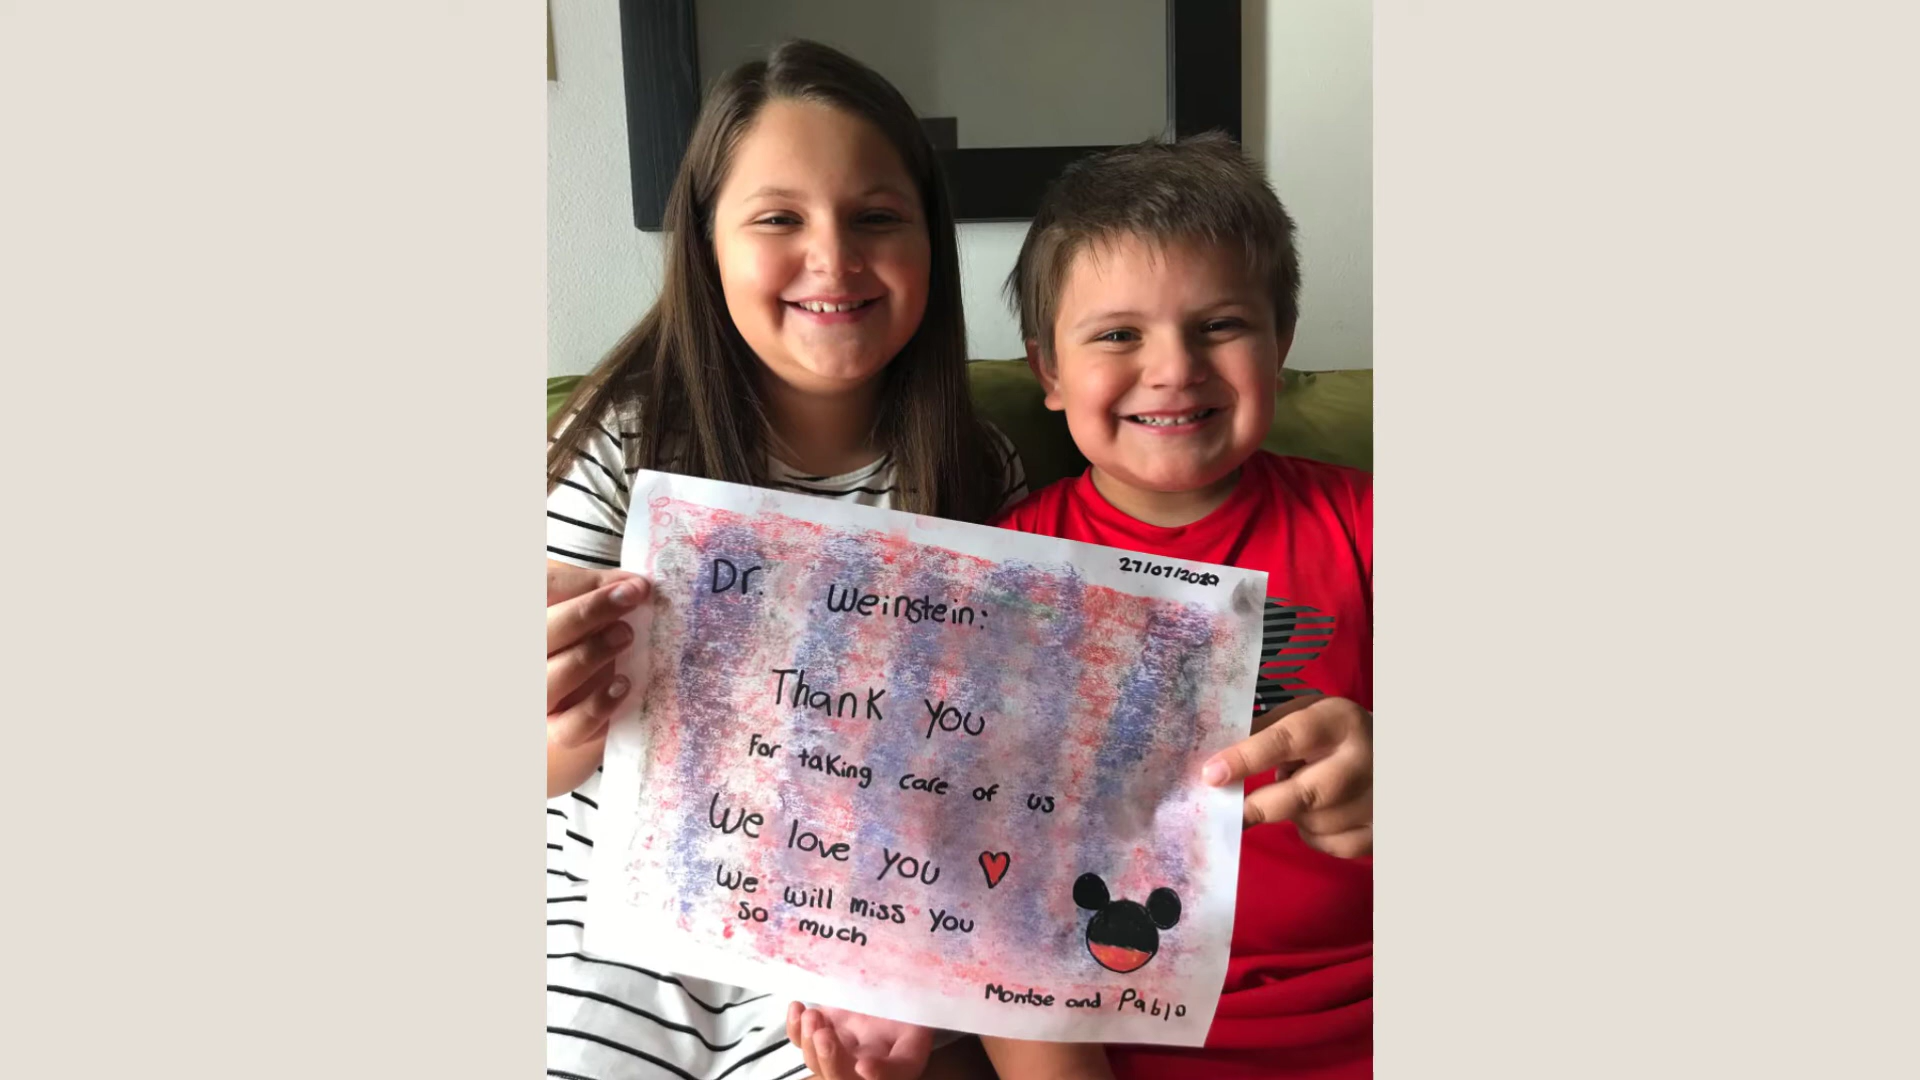 27/07/2020
Dr. Weinstein:
Thank you
For taking care of us
We love you
We will miss you
so much
Montse and Pablo